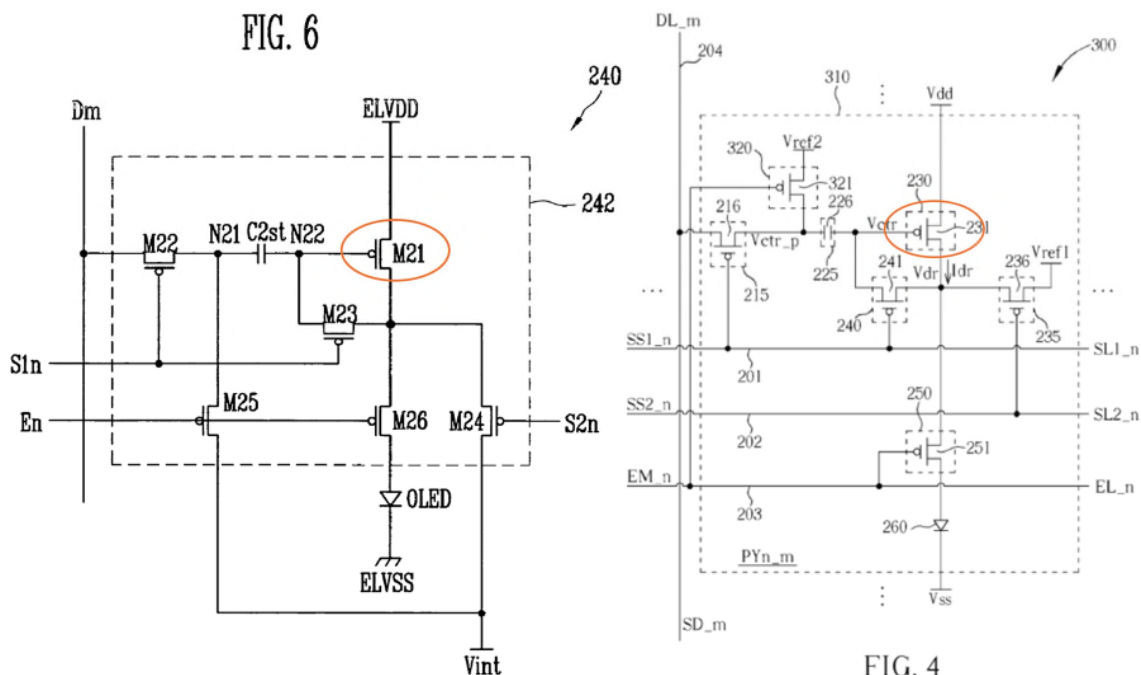 FIG. 6
240
Dm
ELVDD
242
M22
N21
C2st
N22
M21
M23
S1n
En
M25
M26
M24
S2n
OLED
ELVSS
Vint
DL_m
204
300
310
Vdd
Vref2
320
321
230
216
226
Vctr
231
Vctr_p
241
Vdr
Idr
236
Vref1
225
215
240
235
SS1_n
201
SL1_n
SS2_n
202
SL2_n
250
251
EM_n
203
EL_n
260
PYn_m
Vss
SD_m
FIG. 4